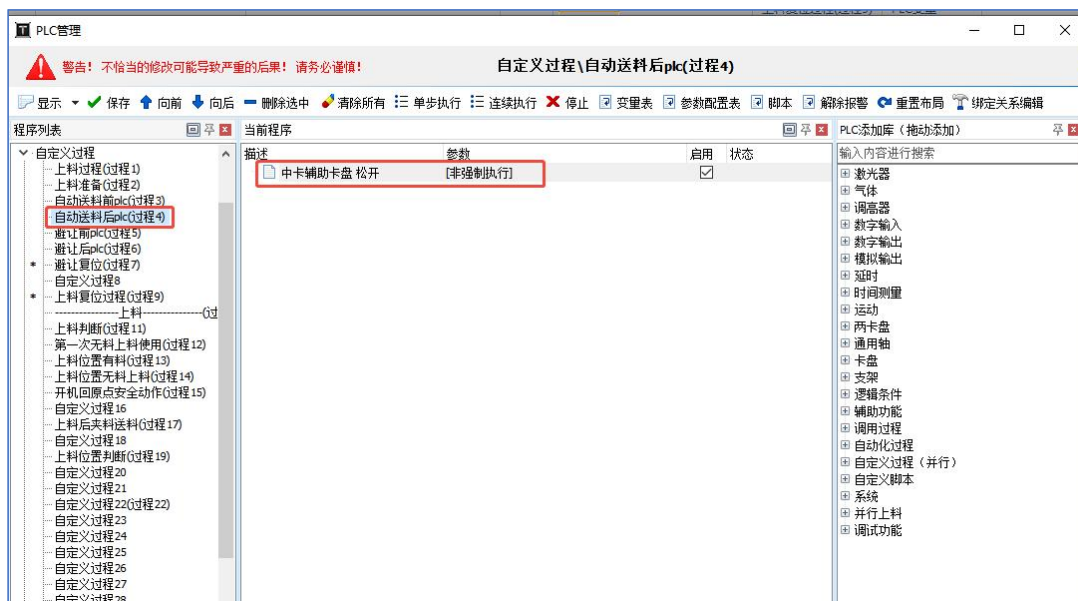 PLC管理
警告！不恰当的修改可能导致严重的后果！请务必谨慎！
自定义过程\自动送料后plc(过程4)
显示 保存 向前 向后 删除选中 清除所有 单步执行 连续执行 停止 变里表 参数配置表 脚本 解除报警 重置布局 绑定关系编辑
程序列表
自定义过程
上料过程(过程1)
上料准备(过程2)
自动送料前plc(过程3)
自动送料后plc(过程4)
避让前plc(过程5)
避让后plc(过程6)
* 避让复位(过程7)
自定义过程8
* 上料复位过程(过程9)
---------------上料--------------(过
上料判断(过程11)
第一次无料上料使用(过程12)
上料位置有料(过程13)
上料位置无料上料(过程14)
开机回原点安全动作(过程15)
自定义过程16
上料后夹料送料(过程17)
自定义过程18
上料位置判断(过程19)
自定义过程20
自定义过程21
自定义过程22(过程22)
自定义过程23
自定义过程24
自定义过程25
自定义过程26
自定义过程27
自定义过程28
当前程序
描述 参数 启用 状态
中卡辅助卡盘 松开 [非强制执行]
PLC添加库（拖动添加）
输入内容进行搜索
激光器
气体
调高器
数字输入
数字输出
模拟输出
延时
时间测量
运动
两卡盘
通用轴
卡盘
支架
逻辑条件
辅助功能
调用过程
自动化过程
自定义过程（并行）
自定义脚本
系统
并行上料
调试功能